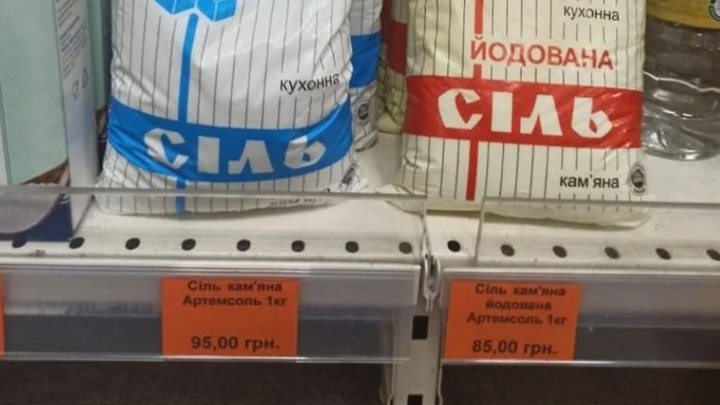 кухонна
СІЛЬ
кухонна
ЙОДОВАНА
СІЛЬ
кам'яна
Сіль кам'яна
Артемсоль 1кг
95,00 грн.
Сіль кам'яна
йодована
Артемсоль 1кг
85,00 грн.